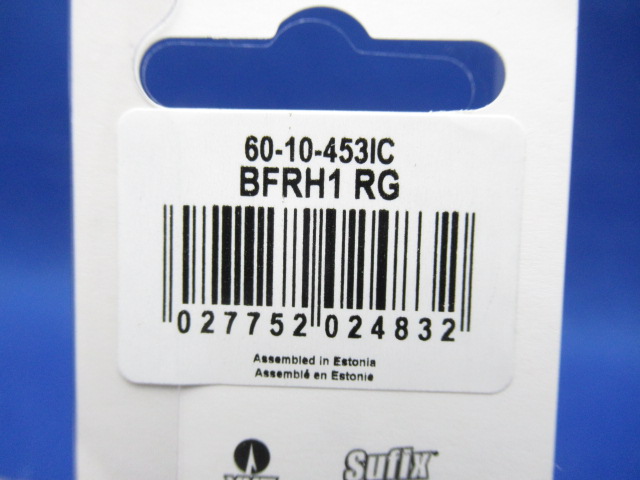 60-10-453IC
BFRH1 RG
027752 024832
Assembled in Estonia
Assemblé en Estonie
Sufix